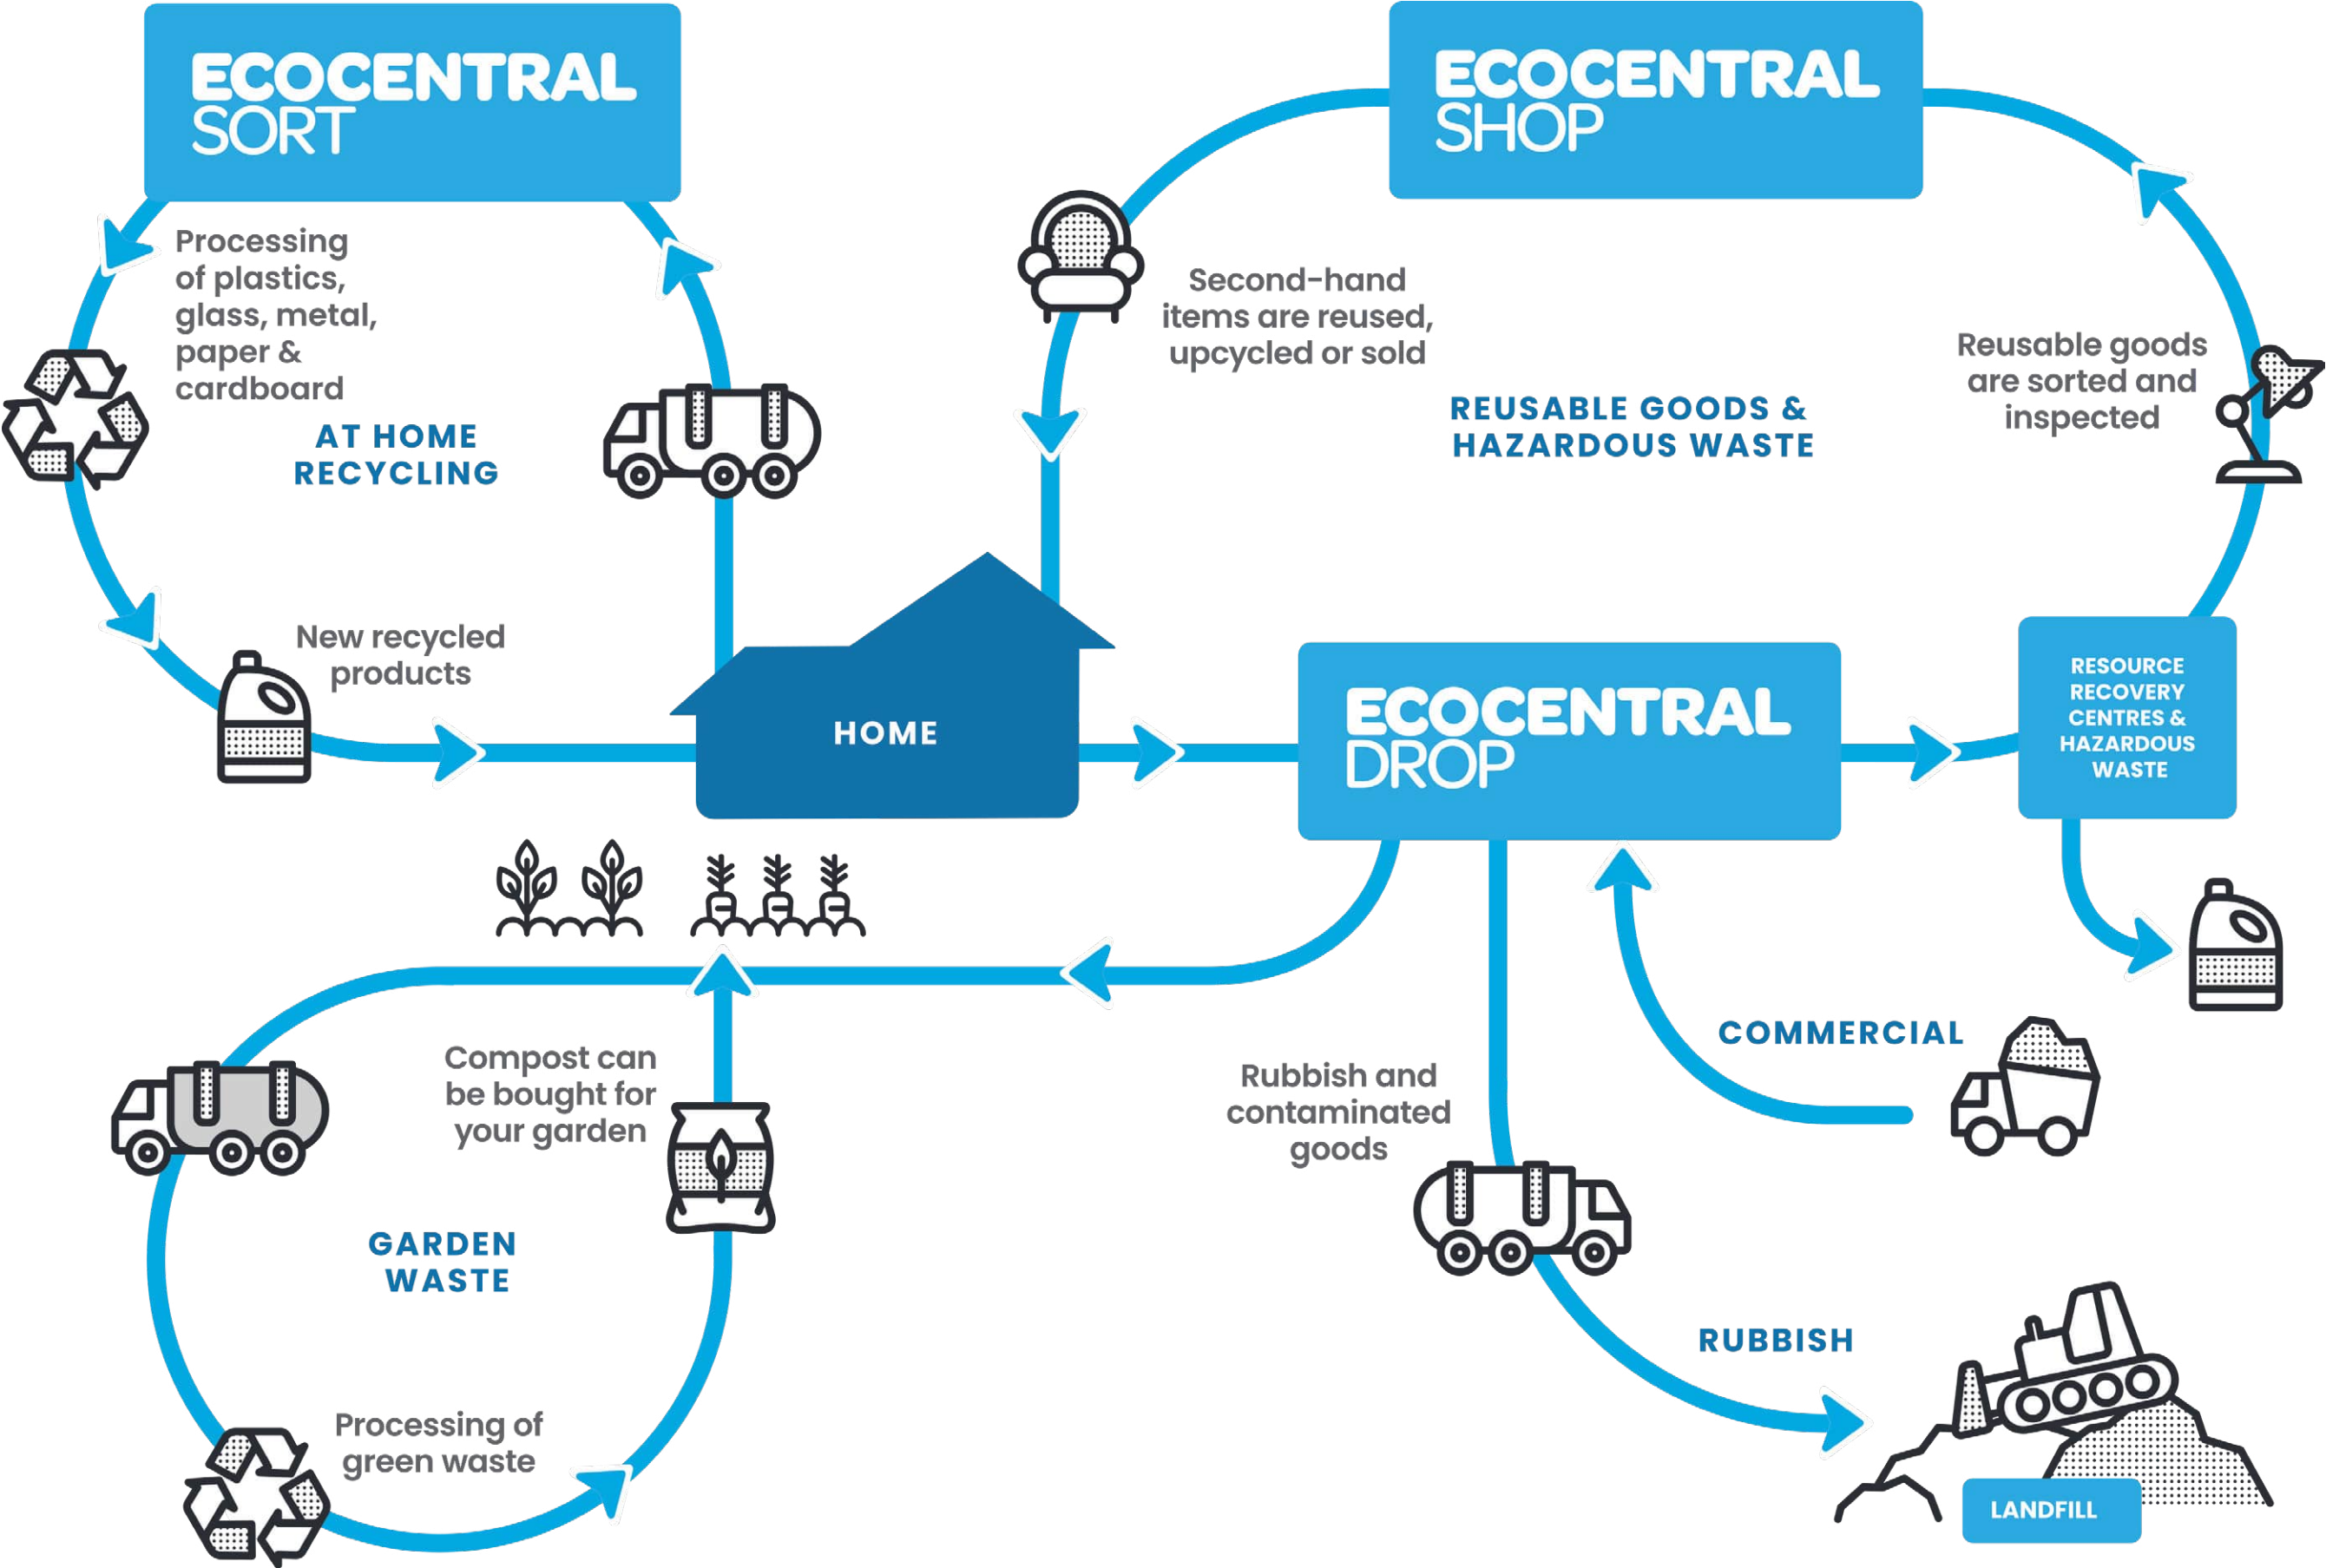 ECOCENTRAL
SORT
Processing
of plastics,
glass, metal,
paper &
cardboard
AT HOME
RECYCLING
New recycled
products
ECOCENTRAL
SHOP
Second-hand
items are reused,
upcycled or sold
REUSABLE GOODS &
HAZARDOUS WASTE
Reusable goods
are sorted and
inspected
HOME
ECOCENTRAL
DROP
RESOURCE
RECOVERY
CENTRES &
HAZARDOUS
WASTE
Compost can
be bought for
your garden
GARDEN
WASTE
Processing of
green waste
Rubbish and
contaminated
goods
COMMERCIAL
RUBBISH
LANDFILL